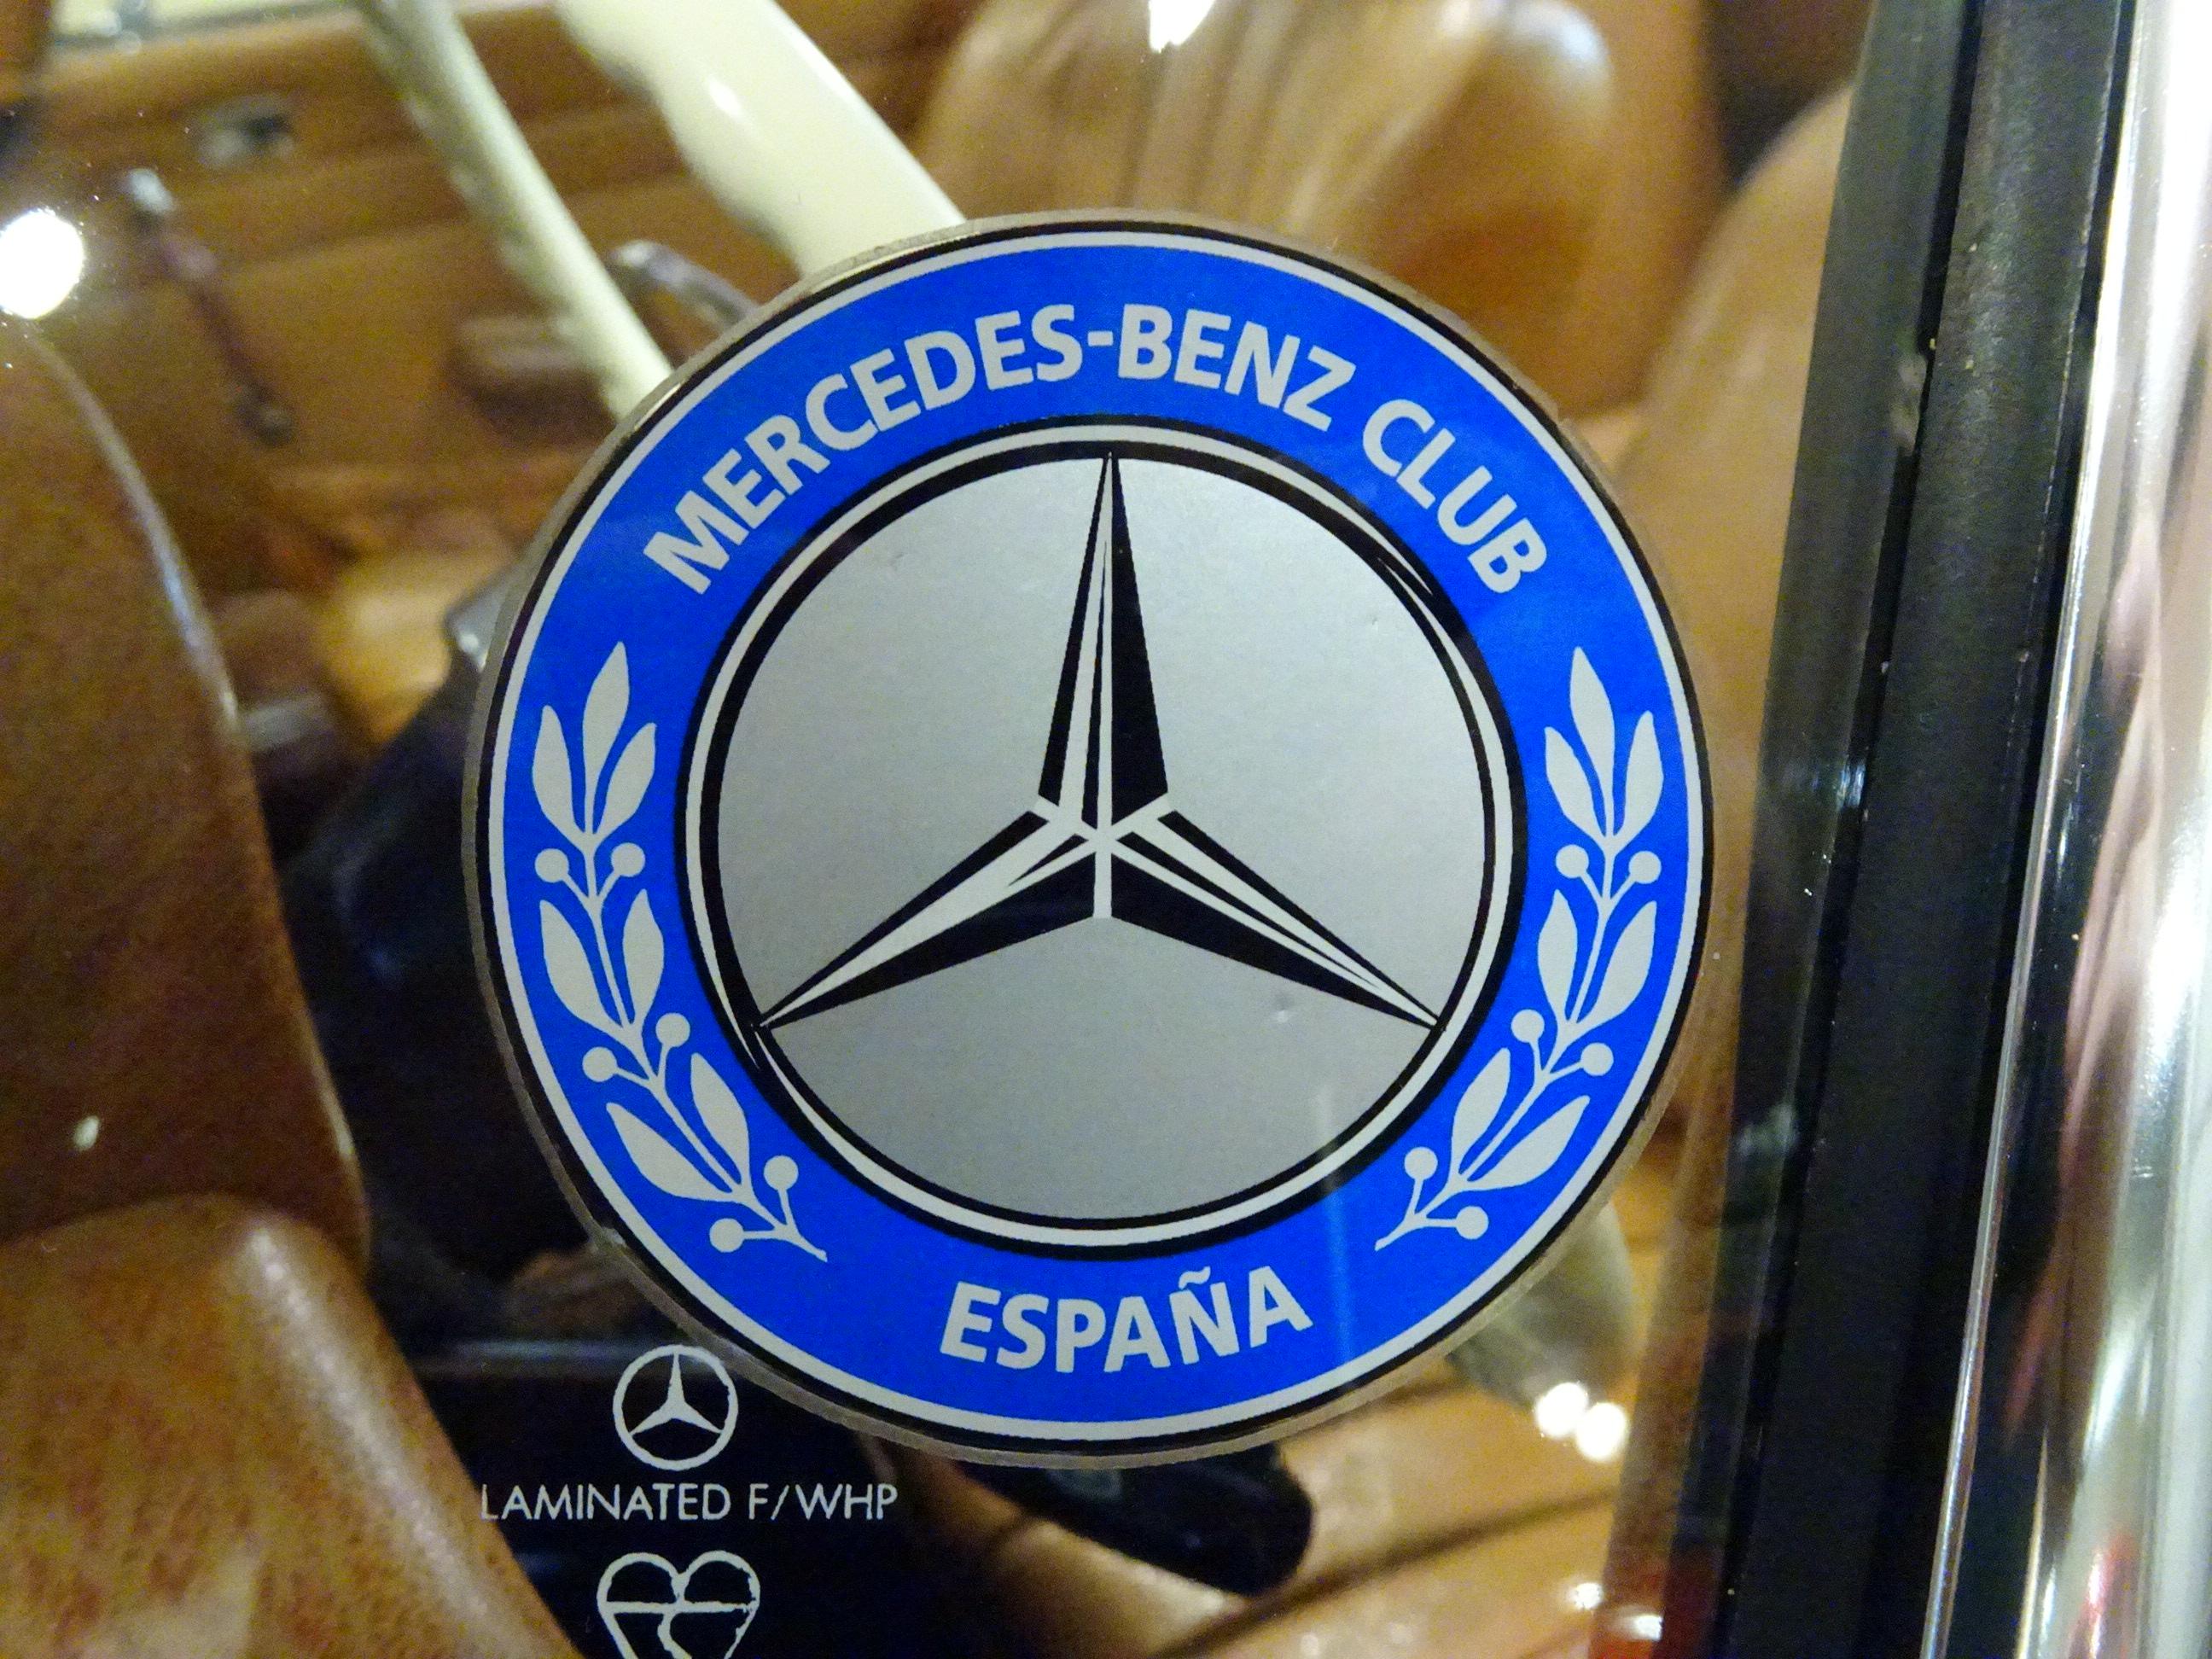 MERCEDES-BENZ CLUB
ESPAÑA
LAMINATED F/WHP